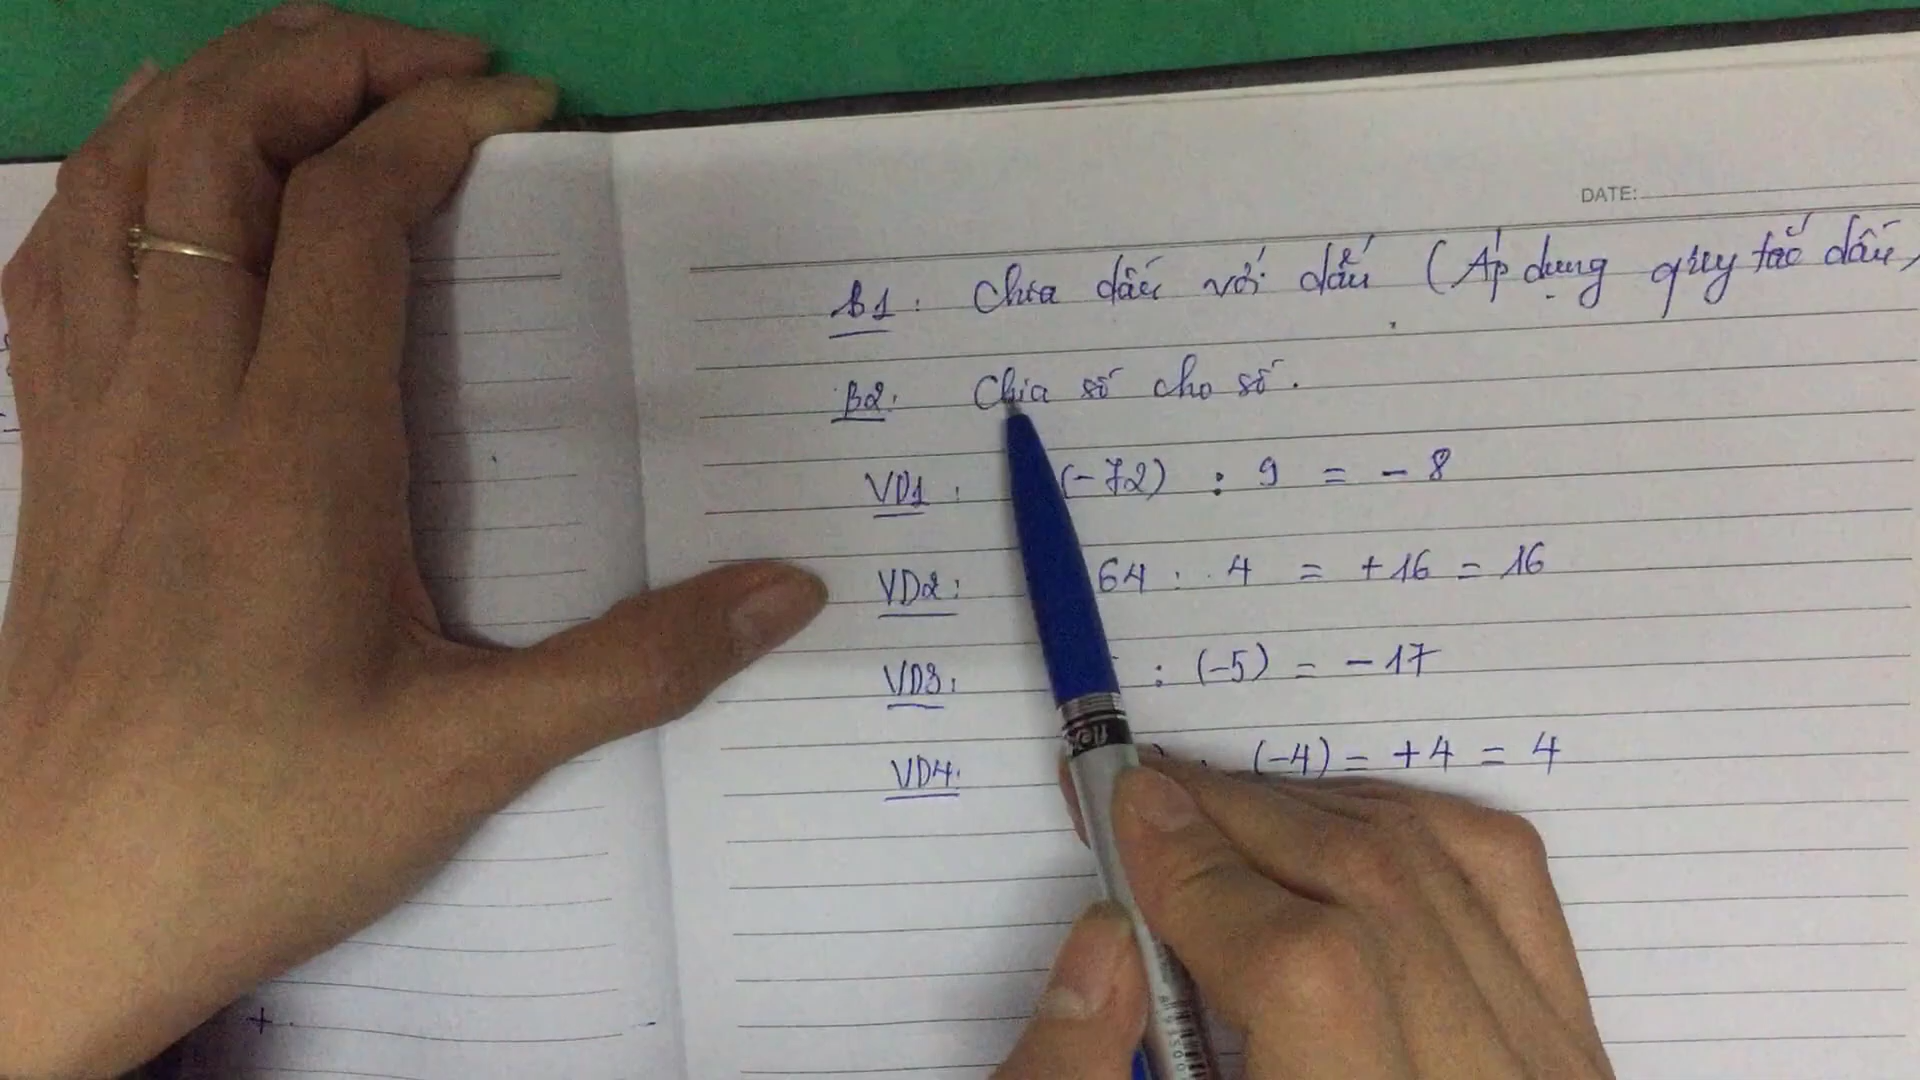 DATE:
B1: Chia dấu với dấu (Áp dụng quy tắc dấu)
B2: Chia số cho số.
VD1: (-72) : 9 = - 8
VD2: 64 : 4 = +16 = 16
VD3: : (-5) = -17
VD4: ) : (-4) = +4 = 4
flex